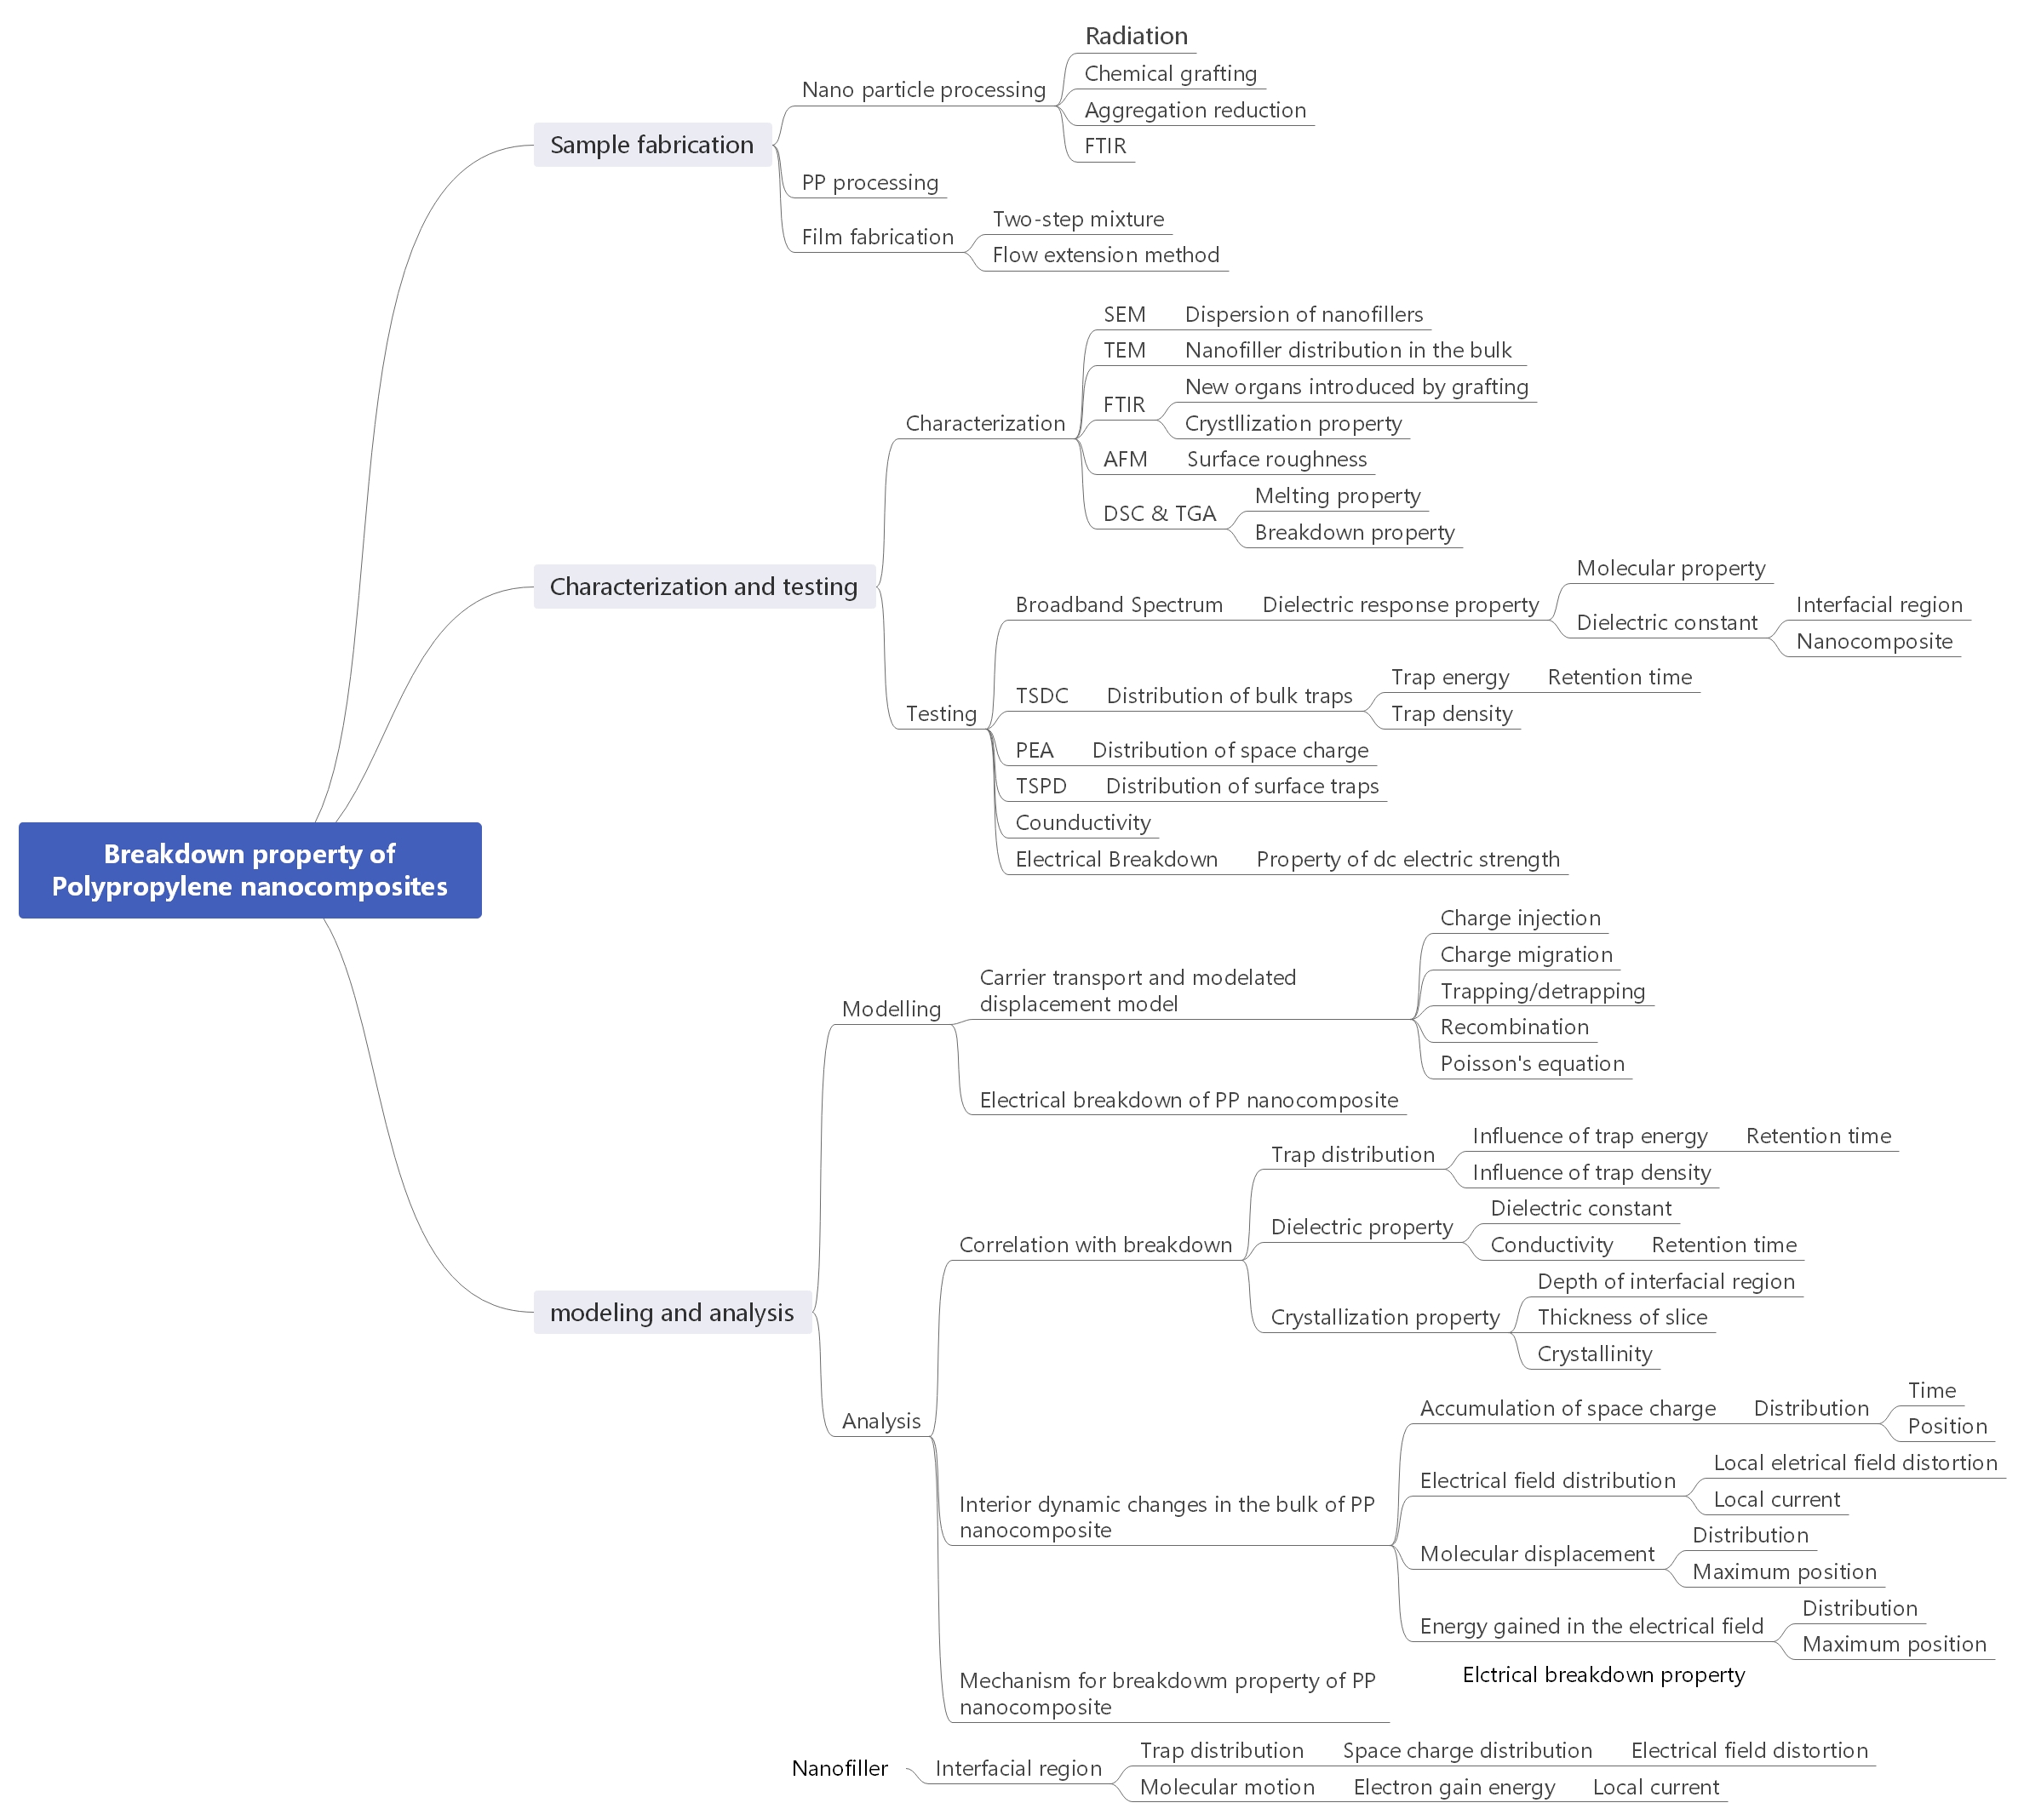 Breakdown property of
Polypropylene nanocomposites
Sample fabrication
Nano particle processing
Radiation
Chemical grafting
Aggregation reduction
FTIR
PP processing
Film fabrication
Two-step mixture
Flow extension method
Characterization and testing
Characterization
SEM
Dispersion of nanofillers
TEM
Nanofiller distribution in the bulk
FTIR
New organs introduced by grafting
Crystllization property
AFM
Surface roughness
DSC & TGA
Melting property
Breakdown property
Testing
Broadband Spectrum
Dielectric response property
Molecular property
Dielectric constant
Interfacial region
Nanocomposite
TSDC
Distribution of bulk traps
Trap energy
Retention time
Trap density
PEA
Distribution of space charge
TSPD
Distribution of surface traps
Counductivity
Electrical Breakdown
Property of dc electric strength
modeling and analysis
Modelling
Carrier transport and modelated
displacement model
Charge injection
Charge migration
Trapping/detrapping
Recombination
Poisson's equation
Electrical breakdown of PP nanocomposite
Analysis
Correlation with breakdown
Trap distribution
Influence of trap energy
Retention time
Influence of trap density
Dielectric property
Dielectric constant
Conductivity
Retention time
Crystallization property
Depth of interfacial region
Thickness of slice
Crystallinity
Interior dynamic changes in the bulk of PP
nanocomposite
Accumulation of space charge
Distribution
Time
Position
Electrical field distribution
Local eletrical field distortion
Local current
Molecular displacement
Distribution
Maximum position
Energy gained in the electrical field
Distribution
Maximum position
Mechanism for breakdowm property of PP
nanocomposite
Elctrical breakdown property
Nanofiller
Interfacial region
Trap distribution
Space charge distribution
Electrical field distortion
Molecular motion
Electron gain energy
Local current